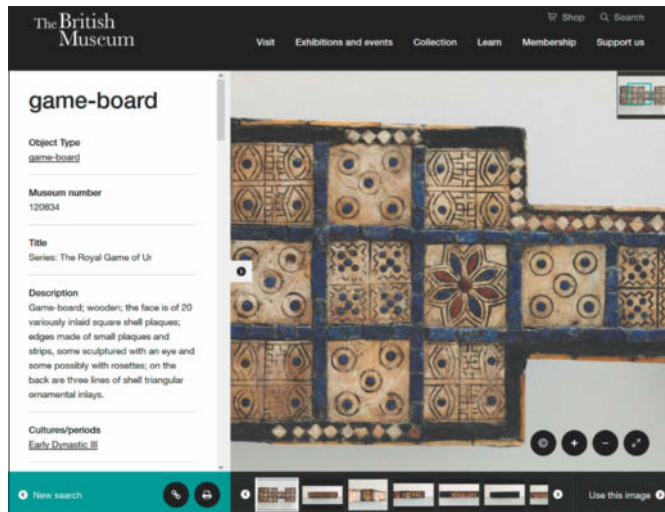 The British
Museum
Shop
Search
Visit
Exhibitions and events
Collection
Learn
Membership
Support us
game-board
Object Type
game-board
Museum number
120834
Title
Series: The Royal Game of Ur
Description
Game-board; wooden; the face is of 20
variously inlaid square shell plaques;
edges made of small plaques and
strips, some sculptured with an eye and
some possibly with rosettes; on the
back are three lines of shell triangular
ornamental inlays.
Cultures/periods
Early Dynastic III
New search
Use this image